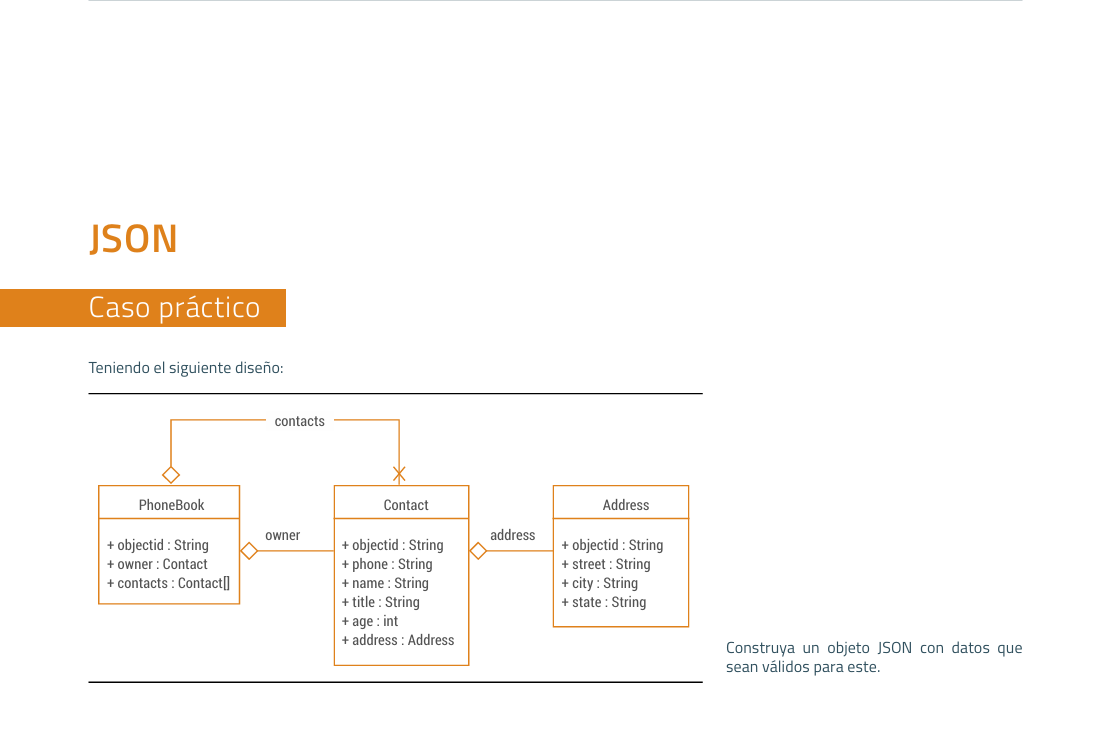 JSON
Caso práctico
Teniendo el siguiente diseño:
contacts
PhoneBook
+ objectid : String
+ owner : Contact
+ contacts : Contact[]
owner
Contact
+ objectid : String
+ phone : String
+ name : String
+ title : String
+ age : int
+ address : Address
address
Address
+ objectid : String
+ street : String
+ city : String
+ state : String
Construya un objeto JSON con datos que
sean válidos para este.